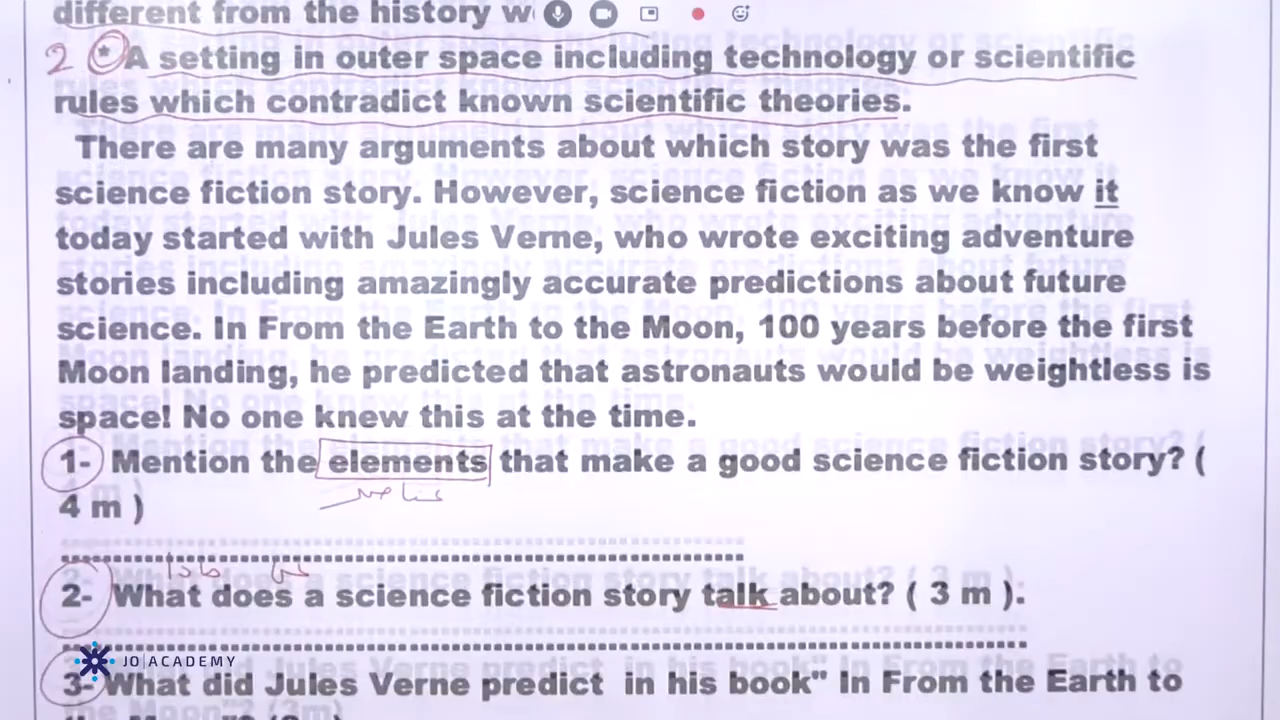 different from the history w
2 * A setting in outer space including technology or scientific
rules which contradict known scientific theories.
There are many arguments about which story was the first
science fiction story. However, science fiction as we know it
today started with Jules Verne, who wrote exciting adventure
stories including amazingly accurate predictions about future
science. In From the Earth to the Moon, 100 years before the first
Moon landing, he predicted that astronauts would be weightless is
space! No one knew this at the time.
1- Mention the elements that make a good science fiction story? (
عناصر
4 m )
ماذا
2- What does a science fiction story talk about? ( 3 m ).
JO|ACADEMY
3- What did Jules Verne predict in his book" In From the Earth to